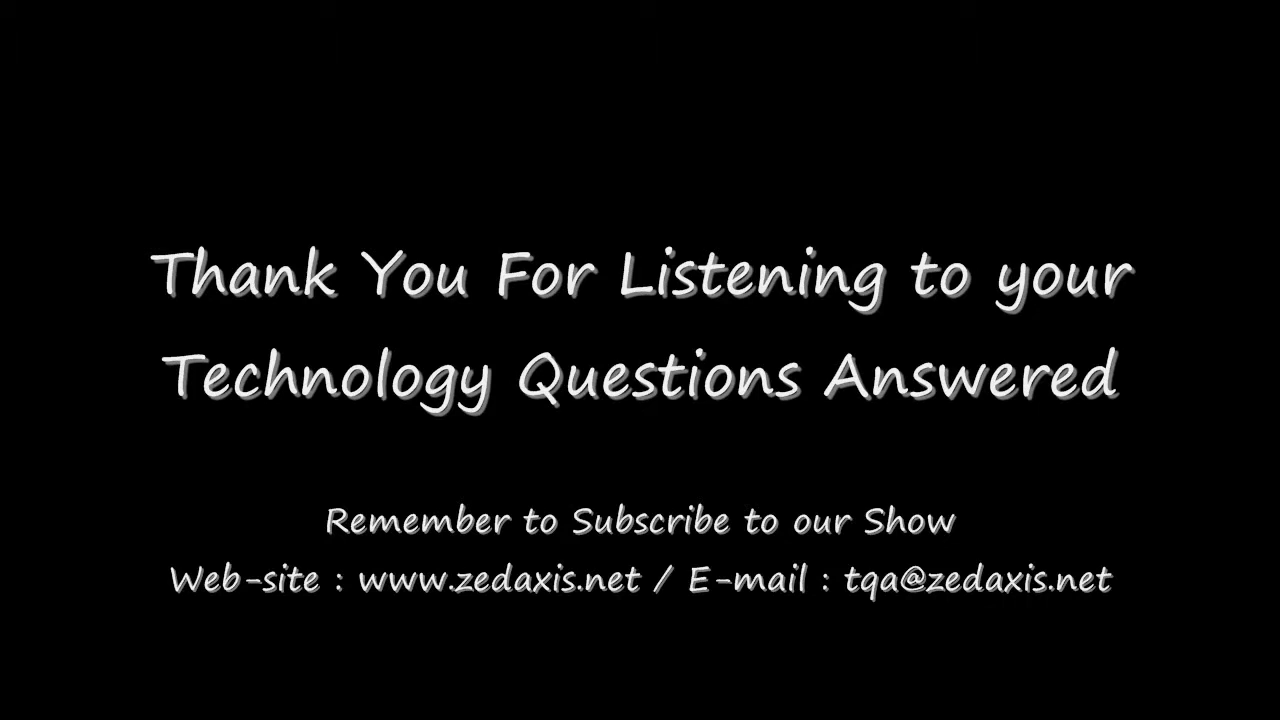 Thank You For Listening to your
Technology Questions Answered
Remember to Subscribe to our Show
Web-site : www.zedaxis.net / E-mail : tqa@zedaxis.net